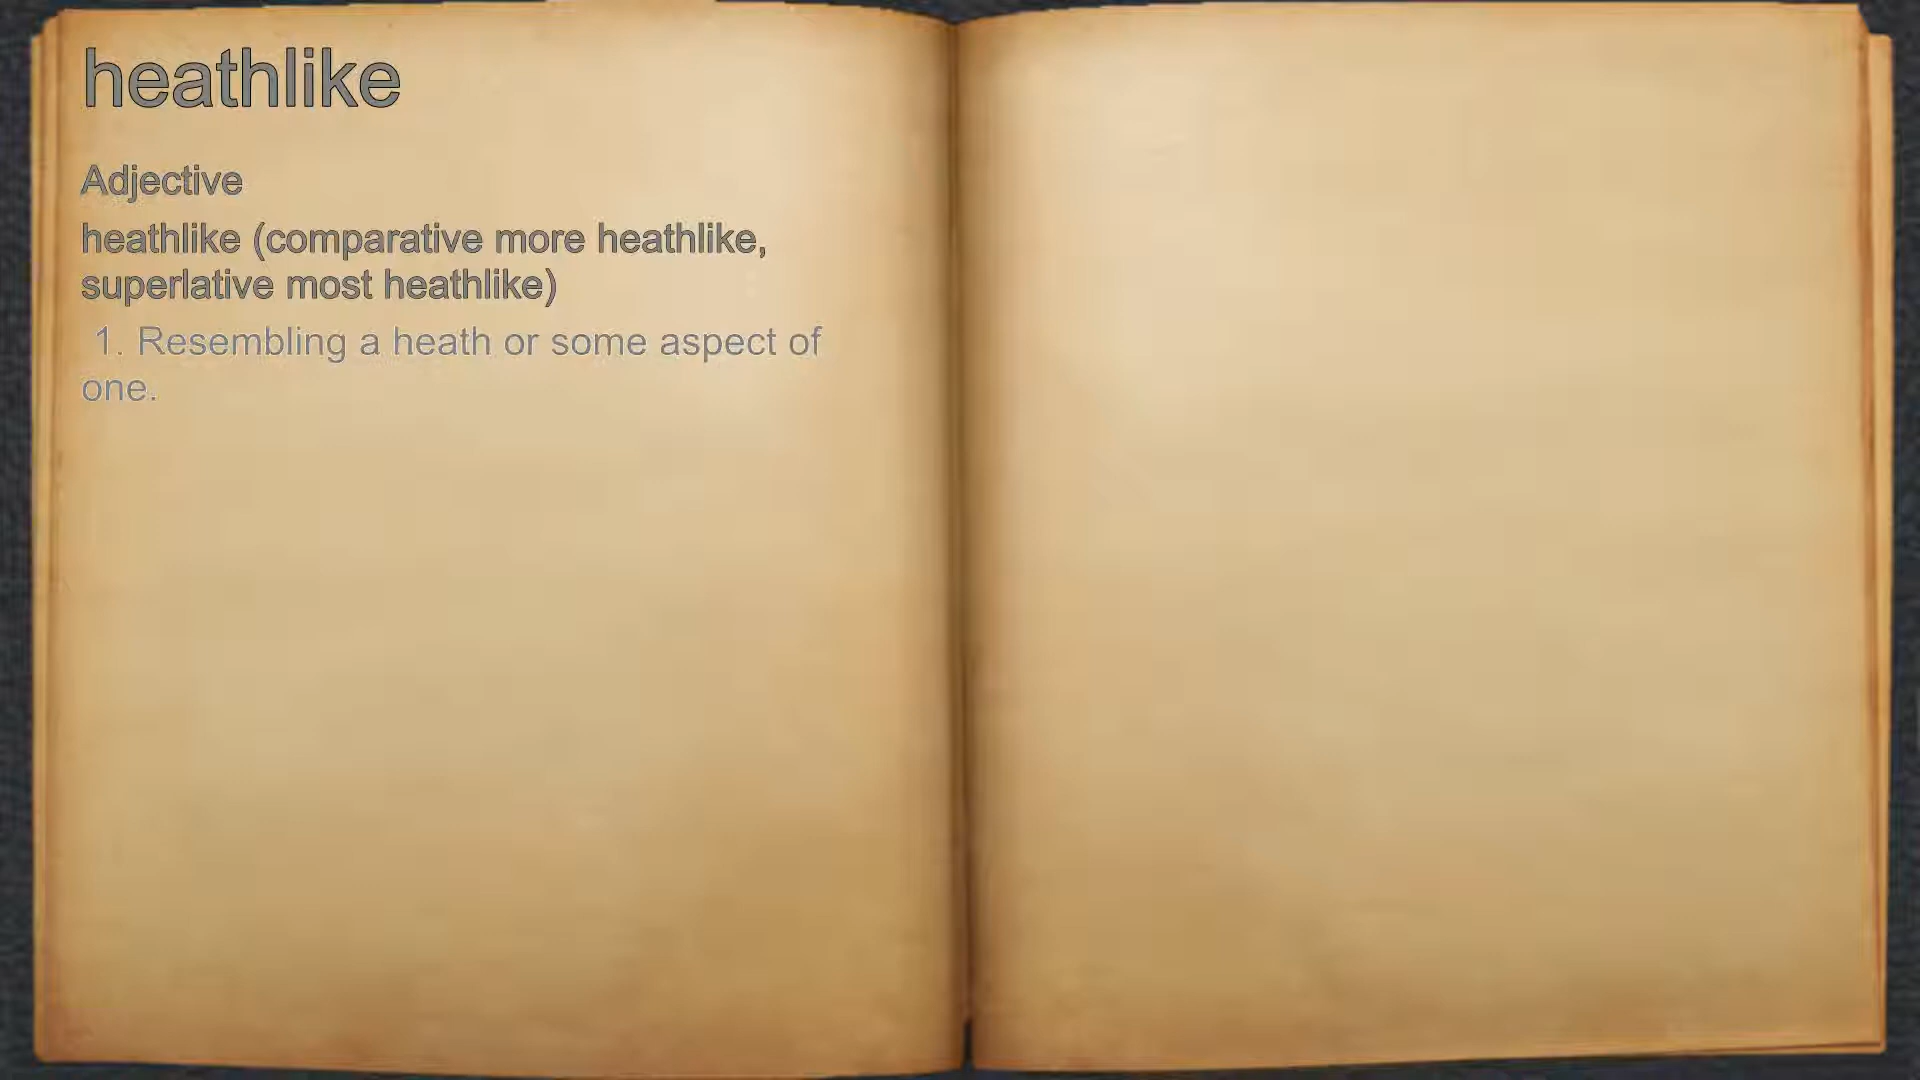 heathlike
Adjective
heathlike (comparative more heathlike,
superlative most heathlike)
1. Resembling a heath or some aspect of
one.